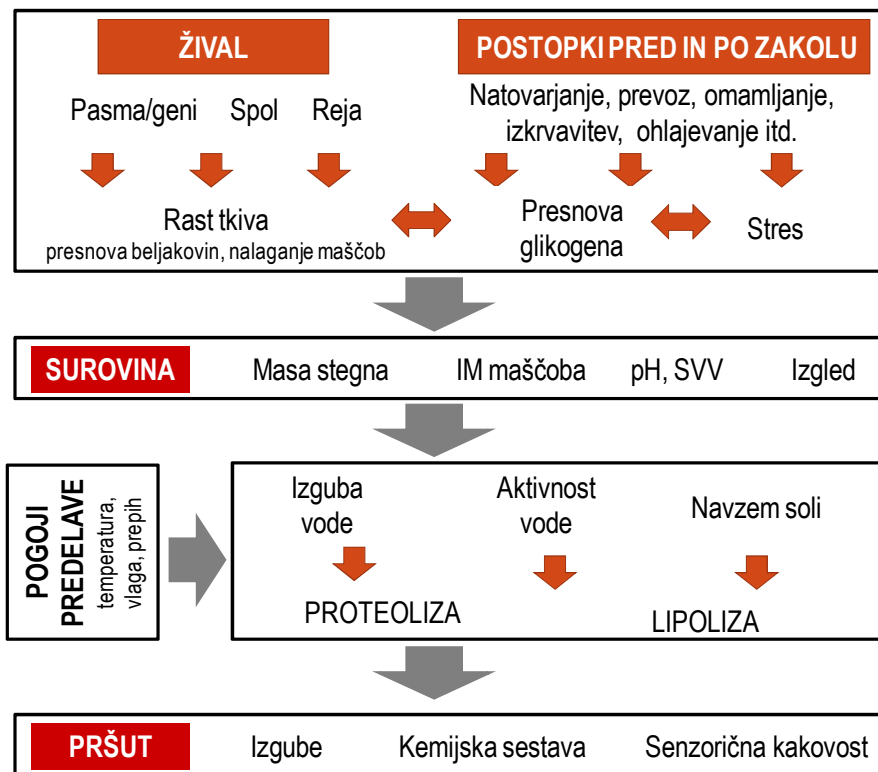 ŽIVAL
POSTOPKI PRED IN PO ZAKOLU
Pasma/geni Spol Reja
Natovarjanje, prevoz, omamljanje,
izkrvavitev, ohlajevanje itd.
Rast tkiva
presnova beljakovin, nalaganje maščob
Presnova
glikogena
Stres
SUROVINA Masa stegna IM maščoba pH, SVV Izgled
POGOJI
PREDELAVE
temperatura,
vlaga, prepih
Izguba
vode
Aktivnost
vode
Navzem soli
PROTEOLIZA
LIPOLIZA
PRŠUT Izgube Kemijska sestava Senzorična kakovost